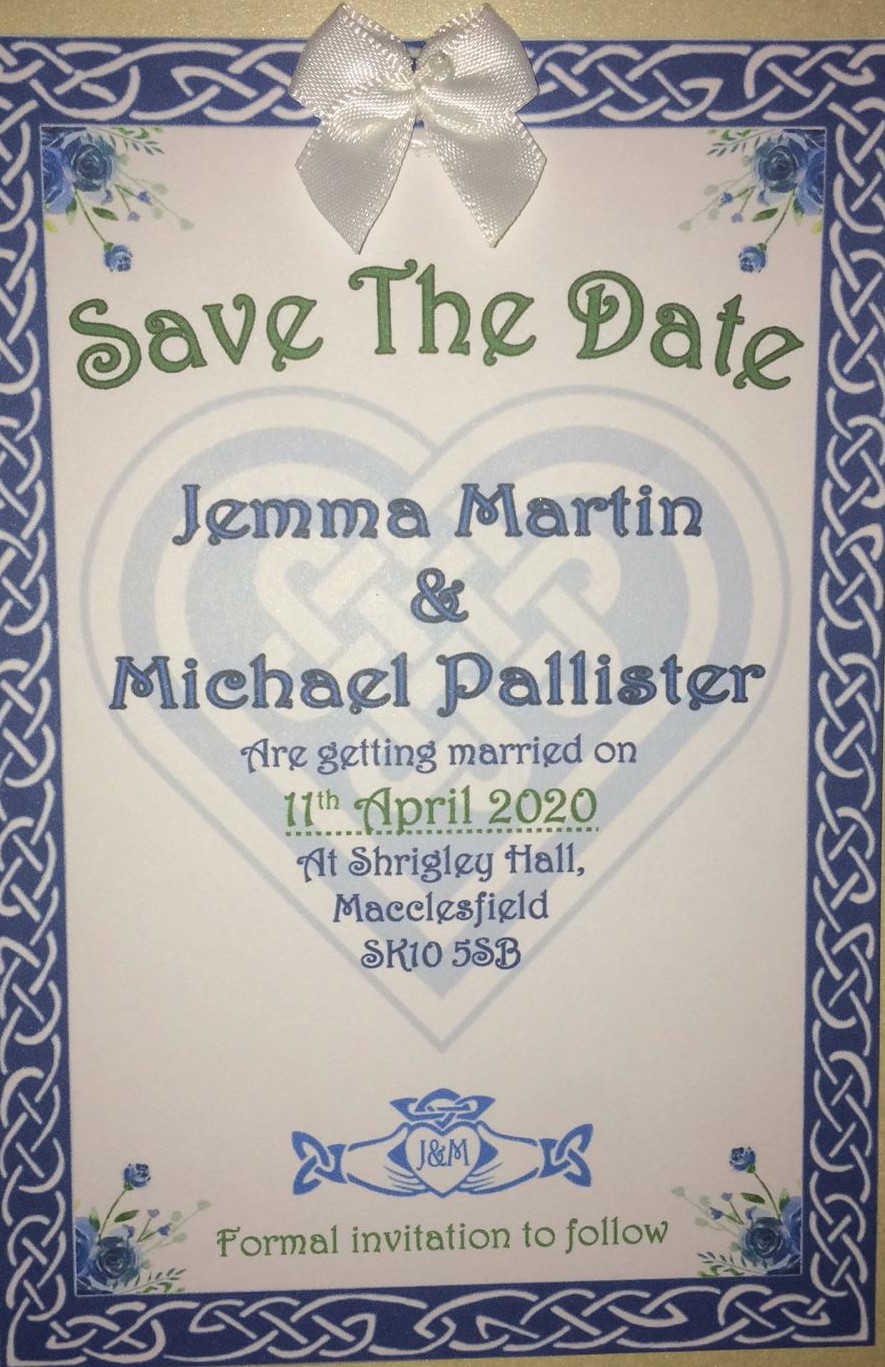 Save The Date
Jemma Martin
&
Michael Pallister
Are getting married on
11th April 2020
At Shrigley Hall,
Macclesfield
SK10 5SB
J&M
Formal invitation to follow